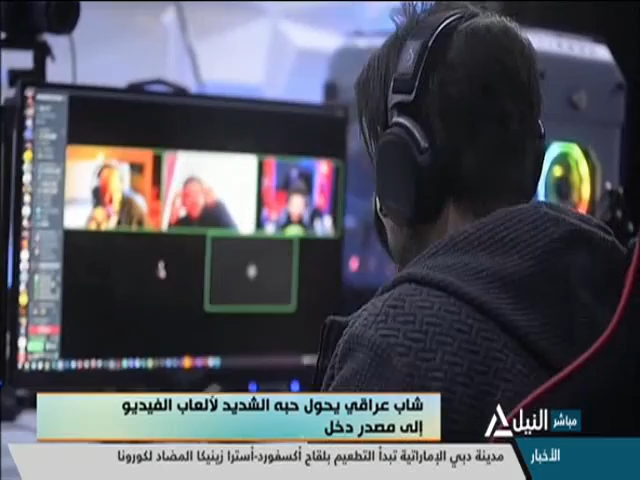 شاب عراقي يحول حبه الشديد لألعاب الفيديو
إلى مصدر دخل
النيل
مباشر
الأخبار
مدينة دبي الإماراتية تبدأ التطعيم بلقاح أكسفورد-أسترا زينيكا المضاد لكورونا